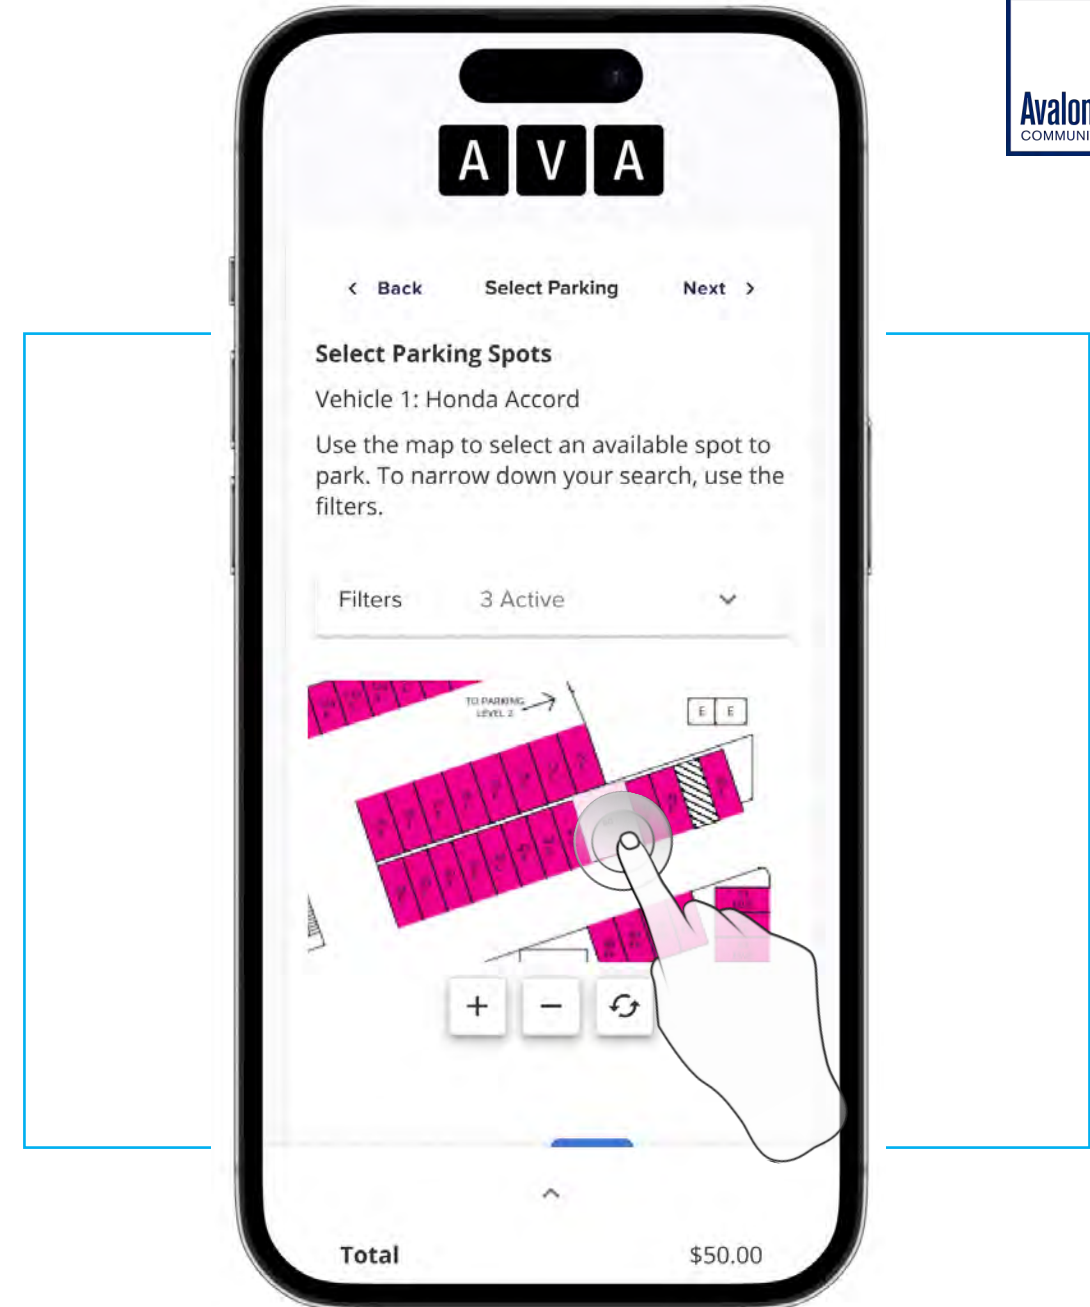 A V A
Avalon
COMMUNI
Back Select Parking Next
Select Parking Spots
Vehicle 1: Honda Accord
Use the map to select an available spot to
park. To narrow down your search, use the
filters.
Filters 3 Active
TO PARKING
LEVEL 2
E E
+ −
Total $50.00